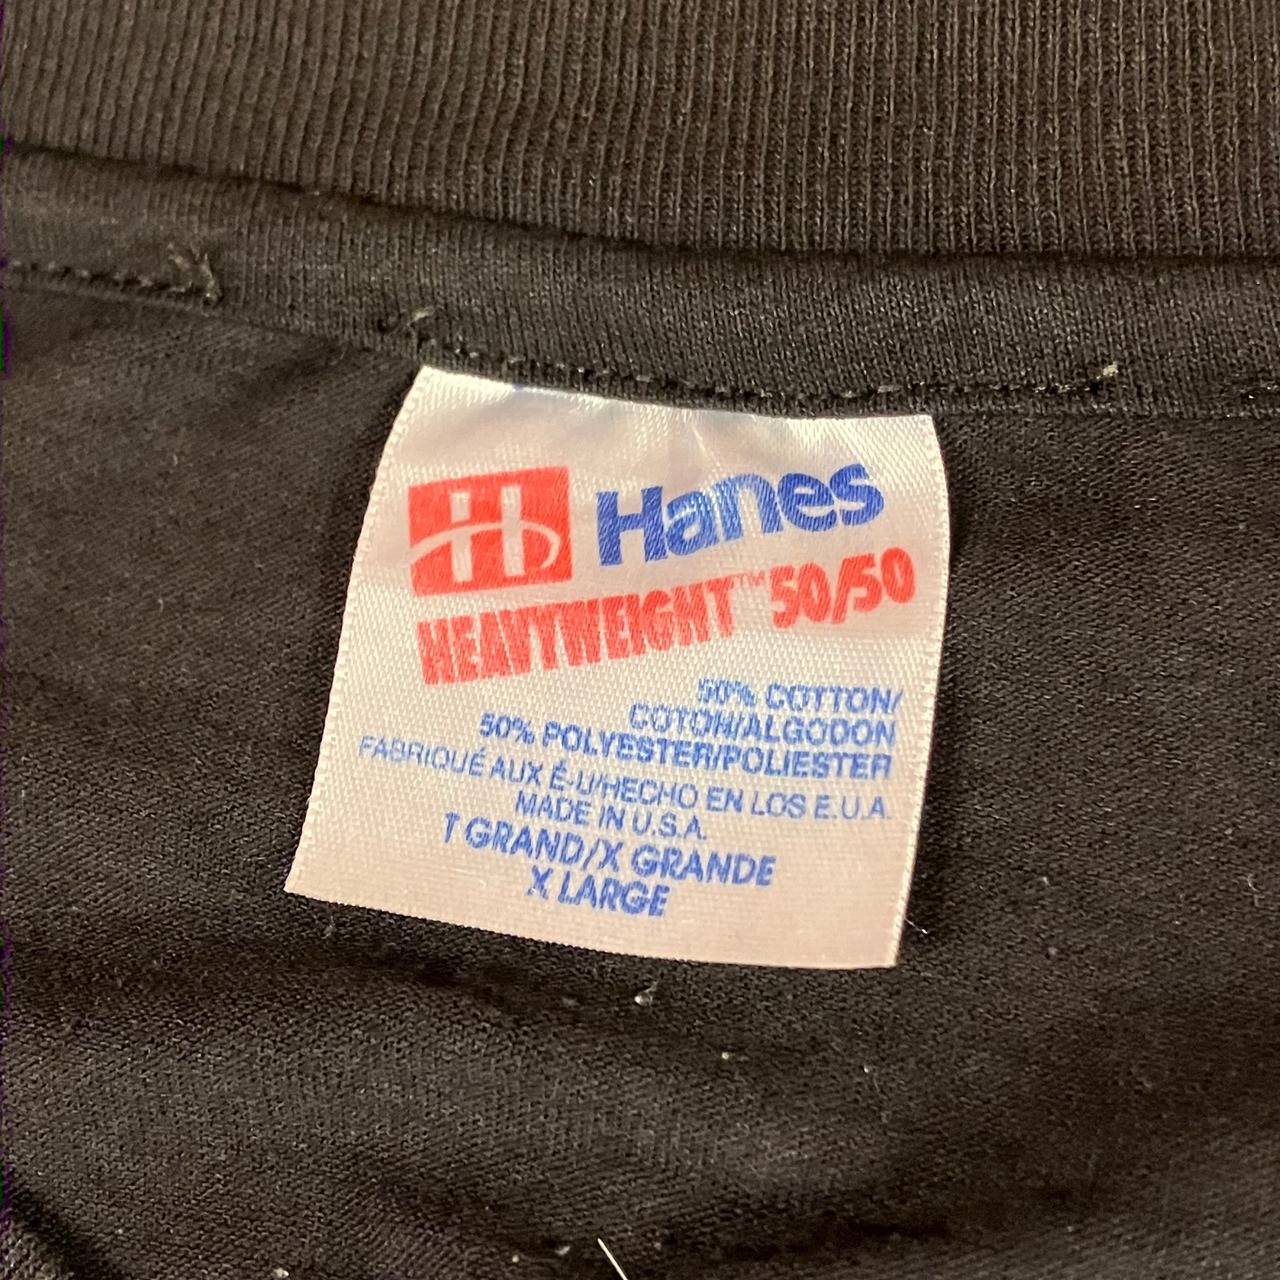 H Hanes
HEAVYWEIGHT™ 50/50
50% COTTON/
COTON/ALGODON
50% POLYESTER/POLIESTER
FABRIQUÉ AUX É-U/HECHO EN LOS E.U.A.
MADE IN U.S.A.
T GRAND/X GRANDE
X LARGE